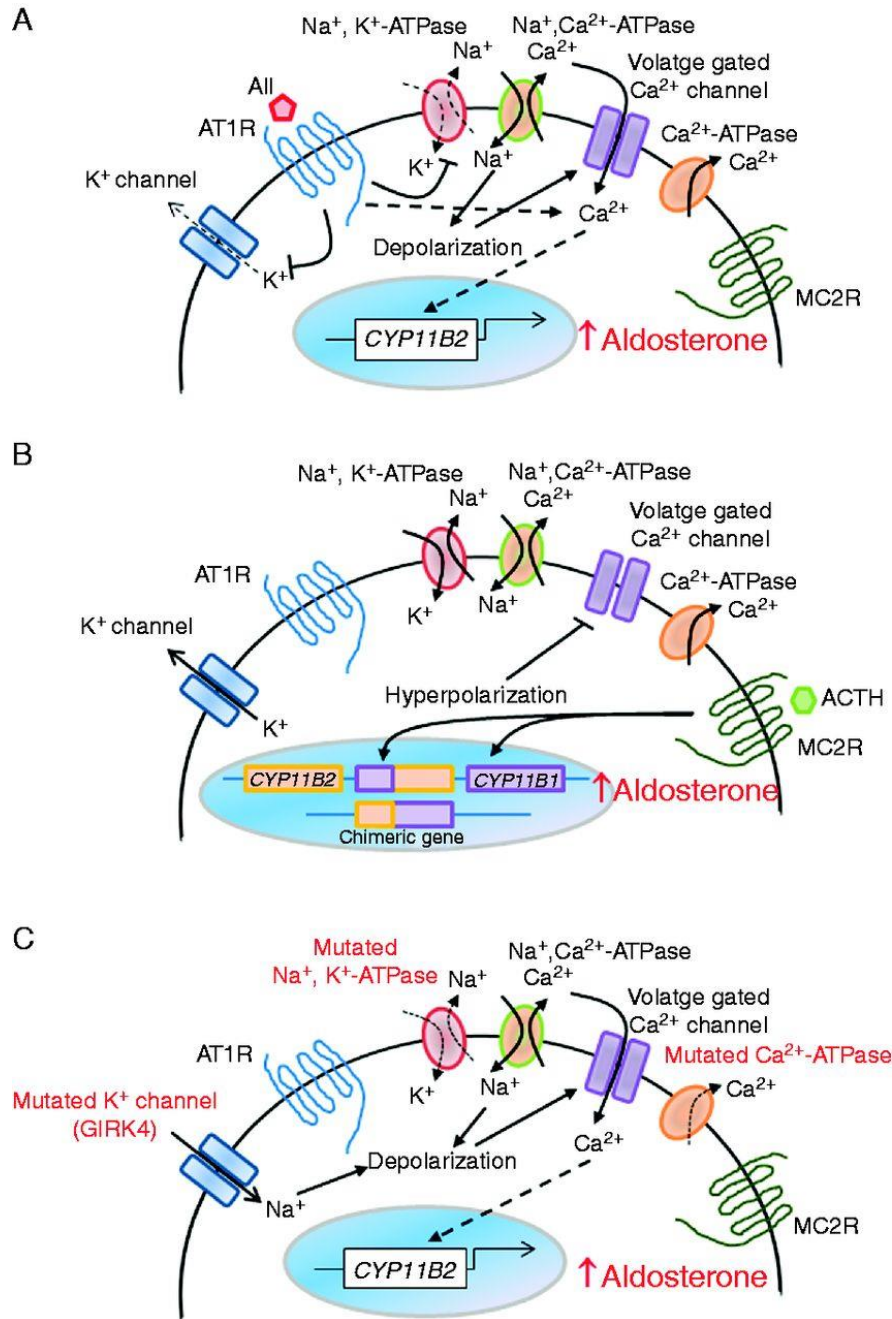 A
Na⁺, K⁺-ATPase
Na⁺,Ca²⁺-ATPase
Na⁺
Ca²⁺
Volatge gated
Ca²⁺ channel
AII
AT1R
Ca²⁺-ATPase
Ca²⁺
K⁺ channel
K⁺
Na⁺
Ca²⁺
K⁺
Depolarization
MC2R
CYP11B2
↑Aldosterone
B
Na⁺, K⁺-ATPase
Na⁺,Ca²⁺-ATPase
Na⁺
Ca²⁺
Volatge gated
Ca²⁺ channel
AT1R
Ca²⁺-ATPase
Ca²⁺
K⁺
Na⁺
K⁺ channel
Hyperpolarization
ACTH
K⁺
MC2R
CYP11B2
CYP11B1
↑Aldosterone
Chimeric gene
C
Mutated
Na⁺, K⁺-ATPase
Na⁺,Ca²⁺-ATPase
Na⁺
Ca²⁺
Volatge gated
Ca²⁺ channel
AT1R
Mutated Ca²⁺-ATPase
Ca²⁺
K⁺
Na⁺
Mutated K⁺ channel
(GIRK4)
Ca²⁺
Depolarization
Na⁺
MC2R
CYP11B2
↑Aldosterone